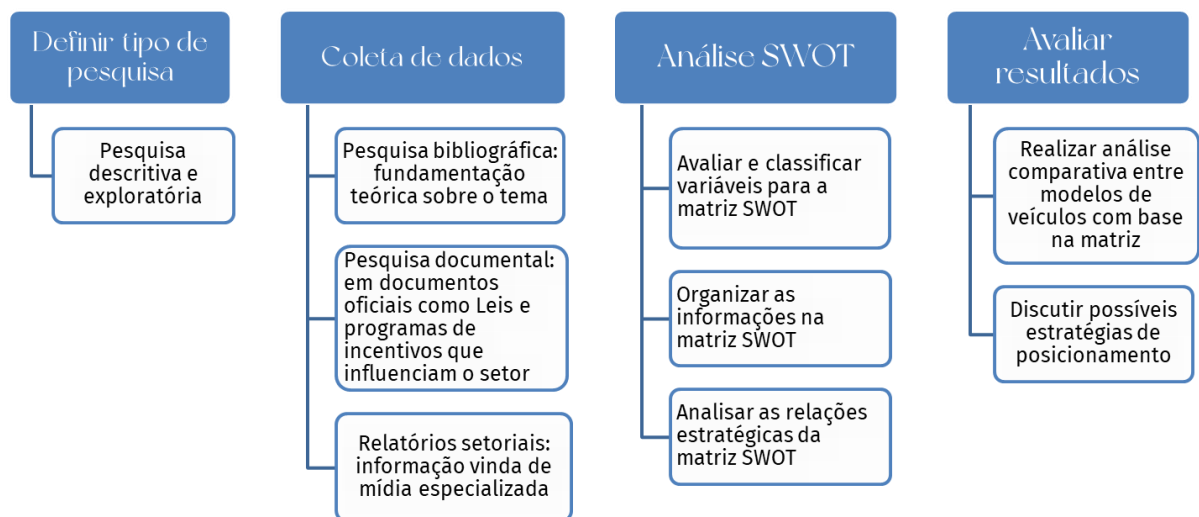 Definir tipo de
pesquisa
Pesquisa
descritiva e
exploratória
Coleta de dados
Pesquisa bibliográfica:
fundamentação
teórica sobre o tema
Pesquisa documental:
em documentos
oficiais como Leis e
programas de
incentivos que
influenciam o setor
Relatórios setoriais:
informação vinda de
mídia especializada
Análise SWOT
Avaliar e classificar
variáveis para a
matriz SWOT
Organizar as
informações na
matriz SWOT
Analisar as relações
estratégicas da
matriz SWOT
Avaliar
resultados
Realizar análise
comparativa entre
modelos de
veículos com base
na matriz
Discutir possíveis
estratégias de
posicionamento